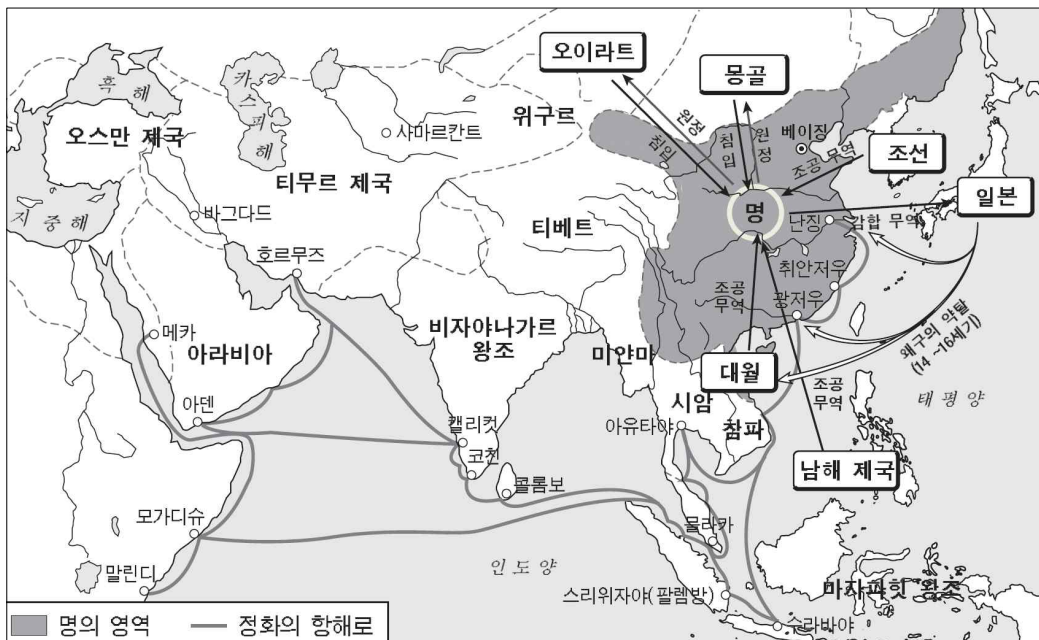 흑해
카스피해
오이라트
몽골
오스만 제국
위구르
원정
침입
침입
원정
베이징
사마르칸트
조공 무역
조선
지중해
티무르 제국
일본
바그다드
티베트
명
난징
감합 무역
호르무즈
취안저우
조공
무역
광저우
메카
비자야나가르
왕조
아라비아
미얀마
왜구의 약탈
(14 ~16세기)
대월
조공
무역
태평양
아덴
시암
캘리컷
아유타야
참파
코친
남해 제국
콜롬보
모가디슈
믈라카
인도양
말린디
스리위자야(팔렘방)
마자파힛 왕조
수라바야
명의 영역
정화의 항해로